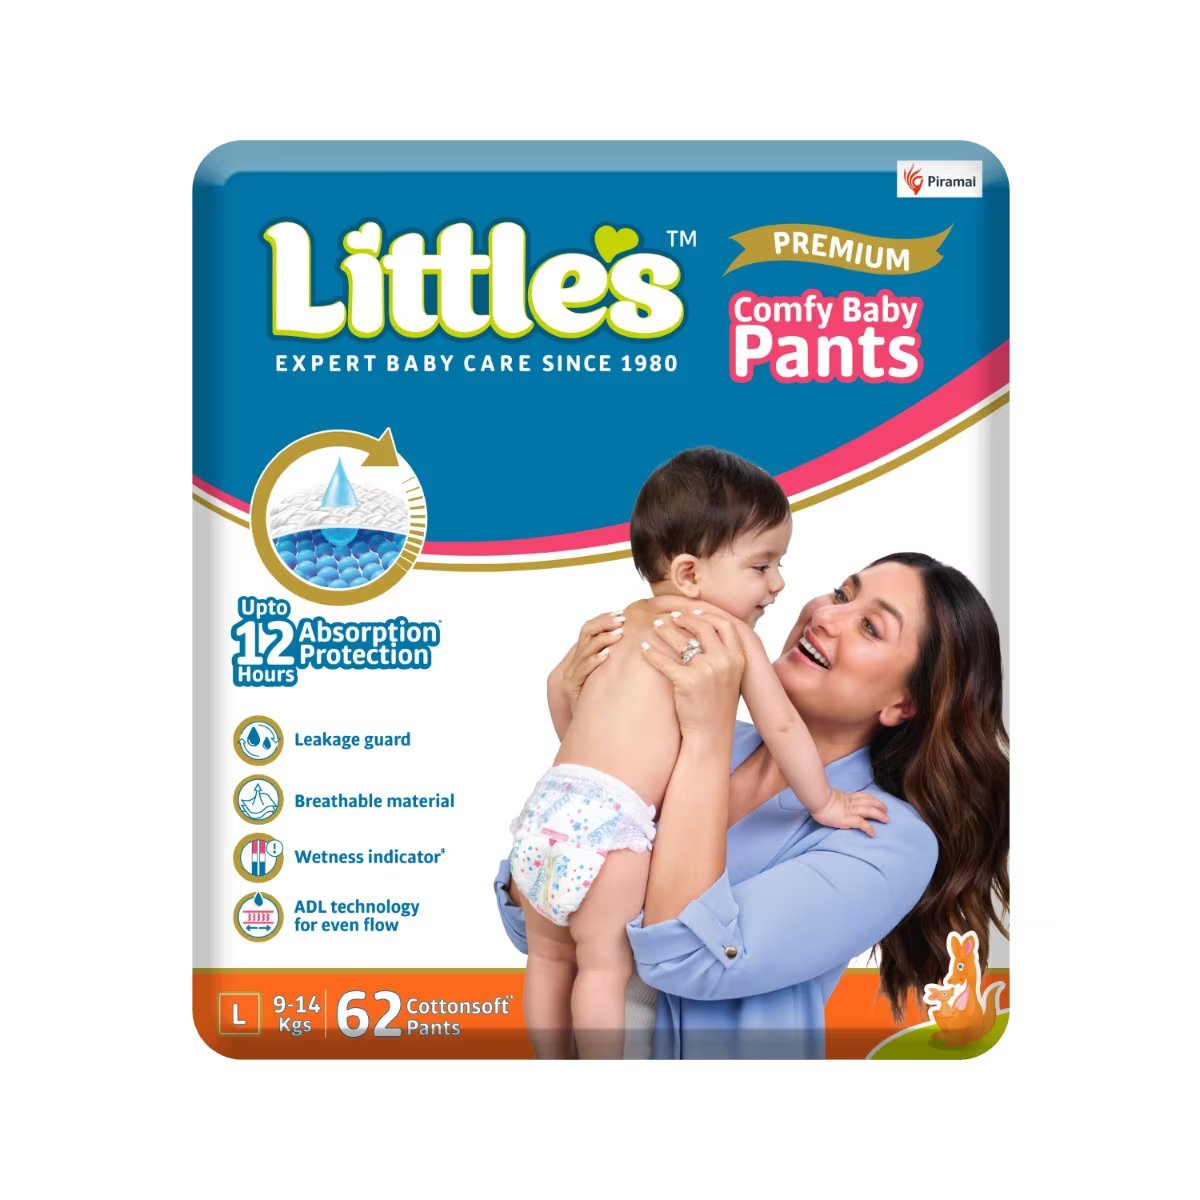 Piramal
Little's™
EXPERT BABY CARE SINCE 1980
PREMIUM
Comfy Baby
Pants
Upto
12
Hours
Absorption*
Protection
Leakage guard
Breathable material
Wetness indicator‡
ADL technology
for even flow
L
9-14
Kgs
62
Cottonsoft**
Pants